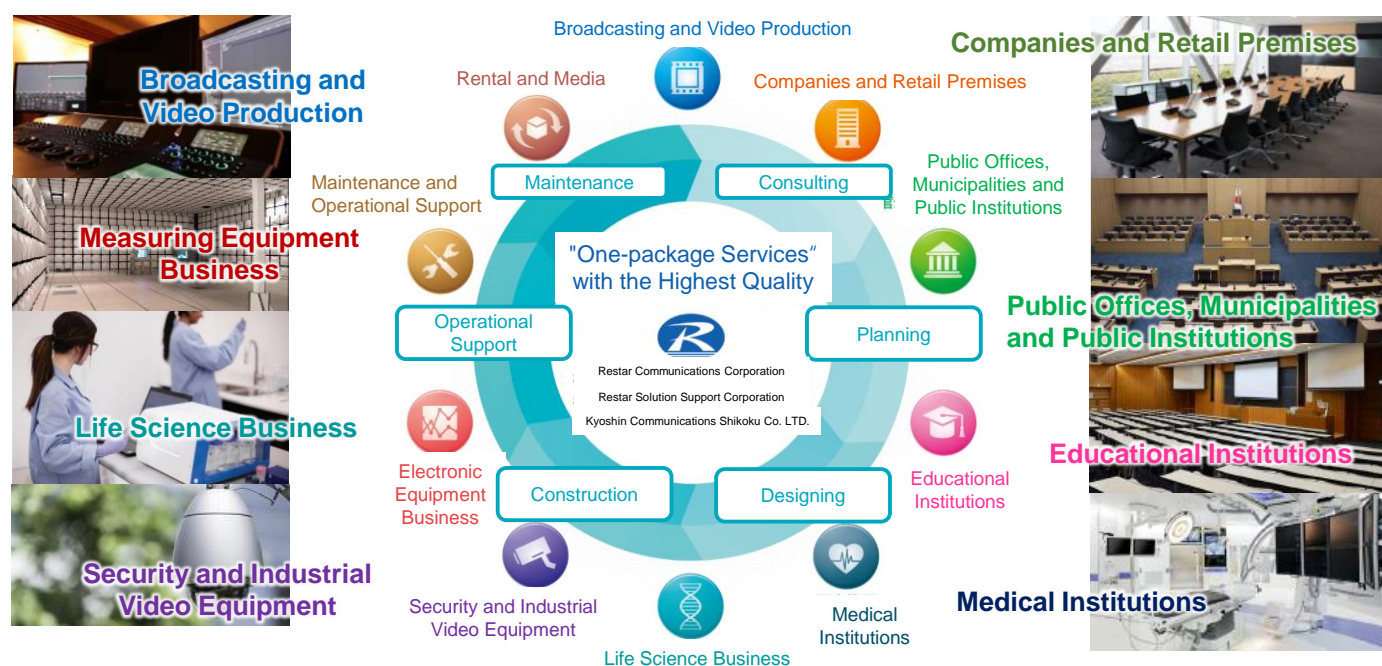 Broadcasting and
Video Production
Measuring Equipment
Business
Life Science Business
Security and Industrial
Video Equipment
Broadcasting and Video Production
Rental and Media
Companies and Retail Premises
Maintenance and
Operational Support
Public Offices,
Municipalities and
Public Institutions
Maintenance
Consulting
"One-package Services“
with the Highest Quality
Operational
Support
Planning
R
Restar Communications Corporation
Restar Solution Support Corporation
Kyoshin Communications Shikoku Co. LTD.
Electronic
Equipment
Business
Construction
Designing
Educational
Institutions
Security and Industrial
Video Equipment
Life Science Business
Medical
Institutions
Companies and Retail Premises
Public Offices, Municipalities
and Public Institutions
Educational Institutions
Medical Institutions